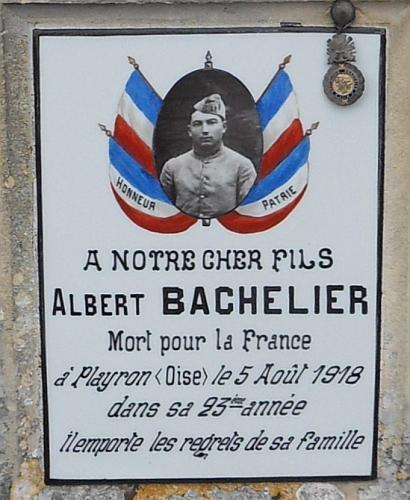 HONNEUR
PATRIE
A NOTRE CHER FILS
ALBERT BACHELIER
Mort pour la France
à Playron (Oise) le 5 Août 1918
dans sa 23ème année
il emporte les regrets de sa famille